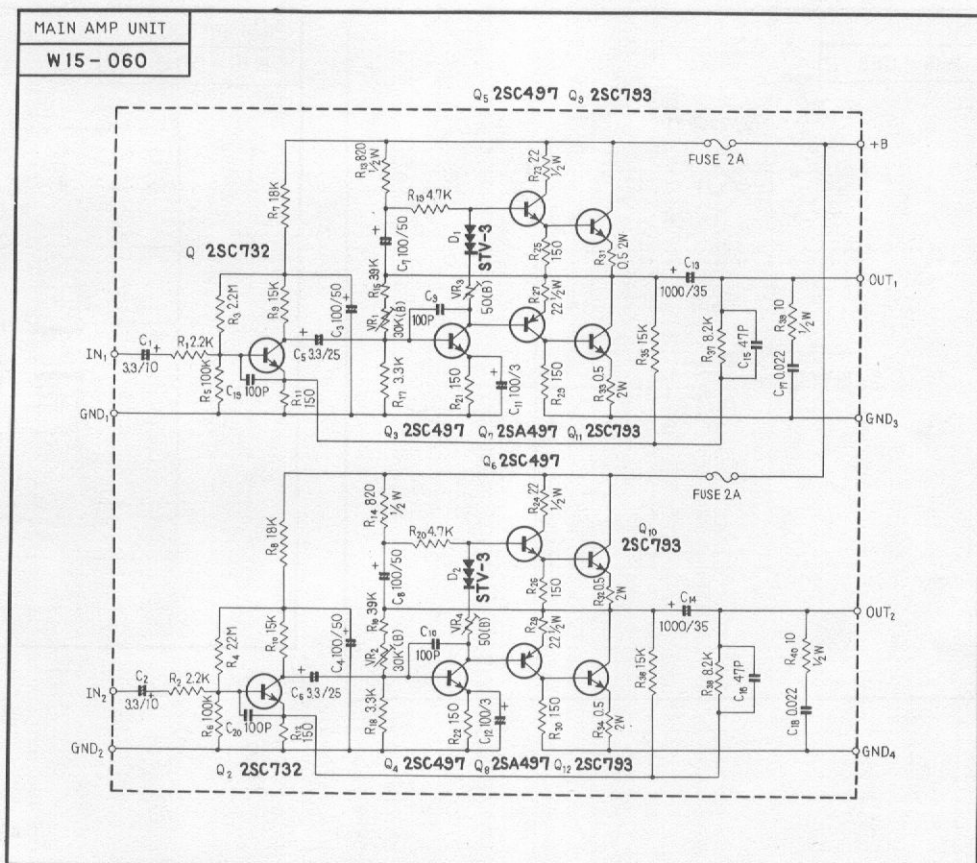 MAIN AMP UNIT
W15-060
Q5 2SC497 Q9 2SC793
+B
FUSE 2A
R13 820
1/2W
R23 22
1/2W
R7 18K
R19 4.7K
D1
STV-3
C7 100/50
R25
150
R31
0.5 2W
Q 2SC732
C13
1000/35
OUT1
R3 2.2M
R9 15K
C3 100/50
R15 39K
VR1
30K(B)
C9
100P
VR3
50(B)
R27
22 1/2W
R35 15K
R37 8.2K
C15 47P
R39 10
1/2W
IN1
C1
3.3/10
R1 2.2K
C5 3.3/25
R5 100K
C19 100P
R11
150
R17 3.3K
R21 150
C11 100/3
R29 150
R33 0.5
2W
C17 0.022
GND1
GND3
Q3 2SC497 Q7 2SA497 Q11 2SC793
Q6 2SC497
FUSE 2A
R14 820
1/2W
R24 22
1/2W
R8 18K
R20 4.7K
Q10
2SC793
D2
STV-3
C8 100/50
R26
150
R32 0.5
2W
C14
1000/35
OUT2
R4 2.2M
R10 15K
C4 100/50
R16 39K
VR2
30K(B)
C10
100P
VR4
50(B)
R28
22 1/2W
R36 15K
R38 8.2K
C16 47P
R40 10
1/2W
IN2
C2
3.3/10
R2 2.2K
C6 3.3/25
R6 100K
C20 100P
R12
150
R18 3.3K
R22 150
C12 100/3
R30 150
R34 0.5
2W
C18 0.022
GND2
GND4
Q2 2SC732
Q4 2SC497 Q8 2SA497 Q12 2SC793